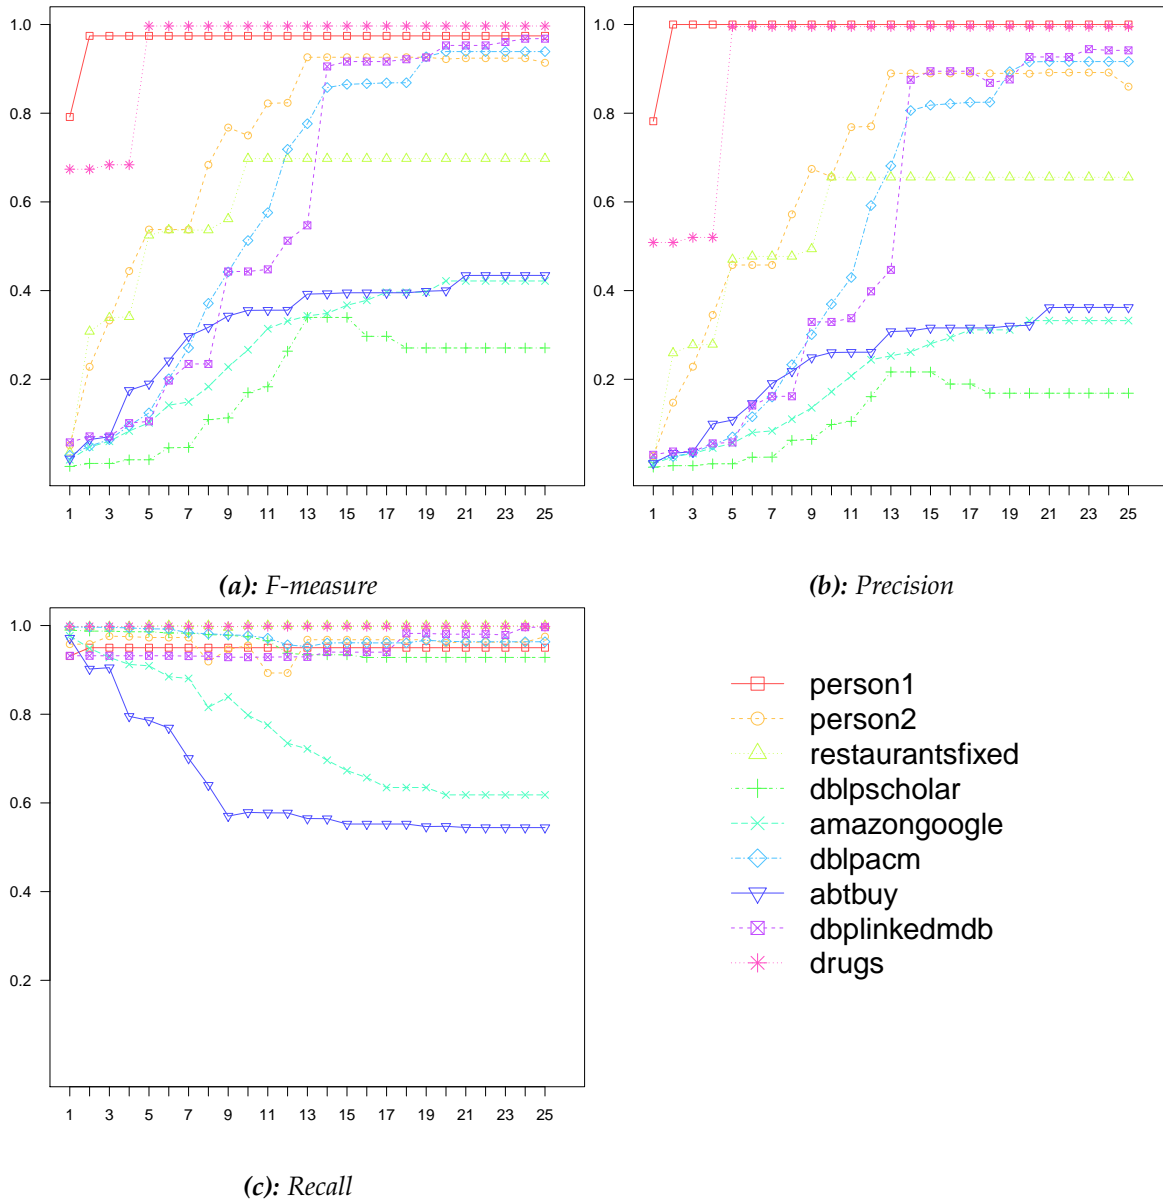 1.0
0.8
0.6
0.4
0.2
1 3 5 7 9 11 13 15 17 19 21 23 25
(a): F-measure
1.0
0.8
0.6
0.4
0.2
1 3 5 7 9 11 13 15 17 19 21 23 25
(b): Precision
1.0
0.8
0.6
0.4
0.2
1 3 5 7 9 11 13 15 17 19 21 23 25
(c): Recall
person1
person2
restaurantsfixed
dblpscholar
amazongoogle
dblpacm
abtbuy
dbplinkedmdb
drugs